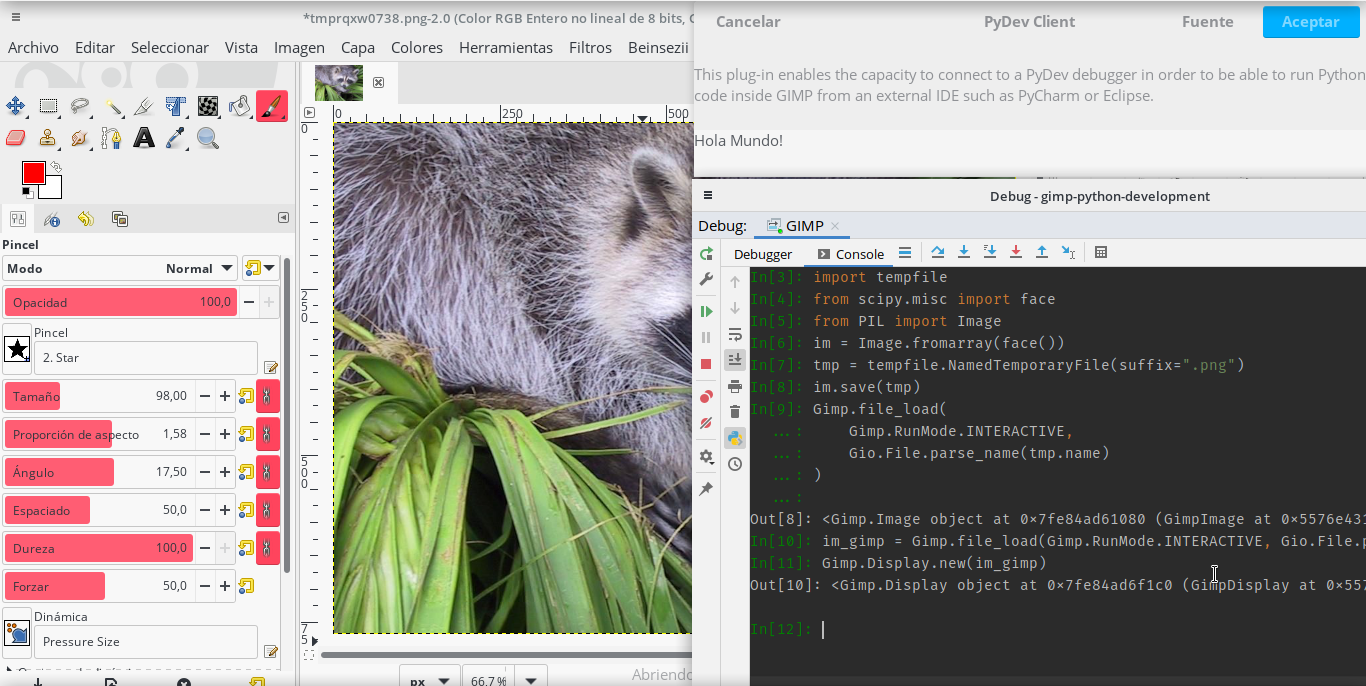 *tmprqxw0738.png-2.0 (Color RGB Entero no lineal de 8 bits,
Archivo Editar Seleccionar Vista Imagen Capa Colores Herramientas Filtros Beinsezii
0 250 500
0
250
500
75
Pincel
Modo Normal
Opacidad 100,0
Pincel
2. Star
Tamaño 98,00
Proporción de aspecto 1,58
Ángulo 17,50
Espaciado 50,0
Dureza 100,0
Forzar 50,0
Dinámica
Pressure Size
px 66,7 %
Abriendo
Cancelar PyDev Client Fuente Aceptar
This plug-in enables the capacity to connect to a PyDev debugger in order to be able to run Python
code inside GIMP from an external IDE such as PyCharm or Eclipse.
Hola Mundo!
Debug - gimp-python-development
Debug: GIMP
Debugger Console
In[3]: import tempfile
In[4]: from scipy.misc import face
In[5]: from PIL import Image
In[6]: im = Image.fromarray(face())
In[7]: tmp = tempfile.NamedTemporaryFile(suffix=".png")
In[8]: im.save(tmp)
In[9]: Gimp.file_load(
...: Gimp.RunMode.INTERACTIVE,
...: Gio.File.parse_name(tmp.name)
...: )
...:
Out[8]: <Gimp.Image object at 0×7fe84ad61080 (GimpImage at 0×5576e431
In[10]: im_gimp = Gimp.file_load(Gimp.RunMode.INTERACTIVE, Gio.File.p
In[11]: Gimp.Display.new(im_gimp)
Out[10]: <Gimp.Display object at 0×7fe84ad6f1c0 (GimpDisplay at 0×557
In[12]: